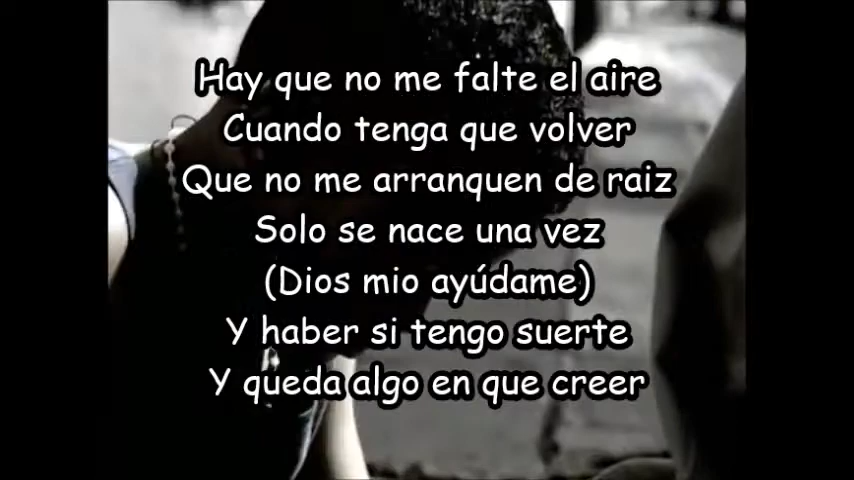 Hay que no me falte el aire
Cuando tenga que volver
Que no me arranquen de raiz
Solo se nace una vez
(Dios mio ayúdame)
Y haber si tengo suerte
Y queda algo en que creer